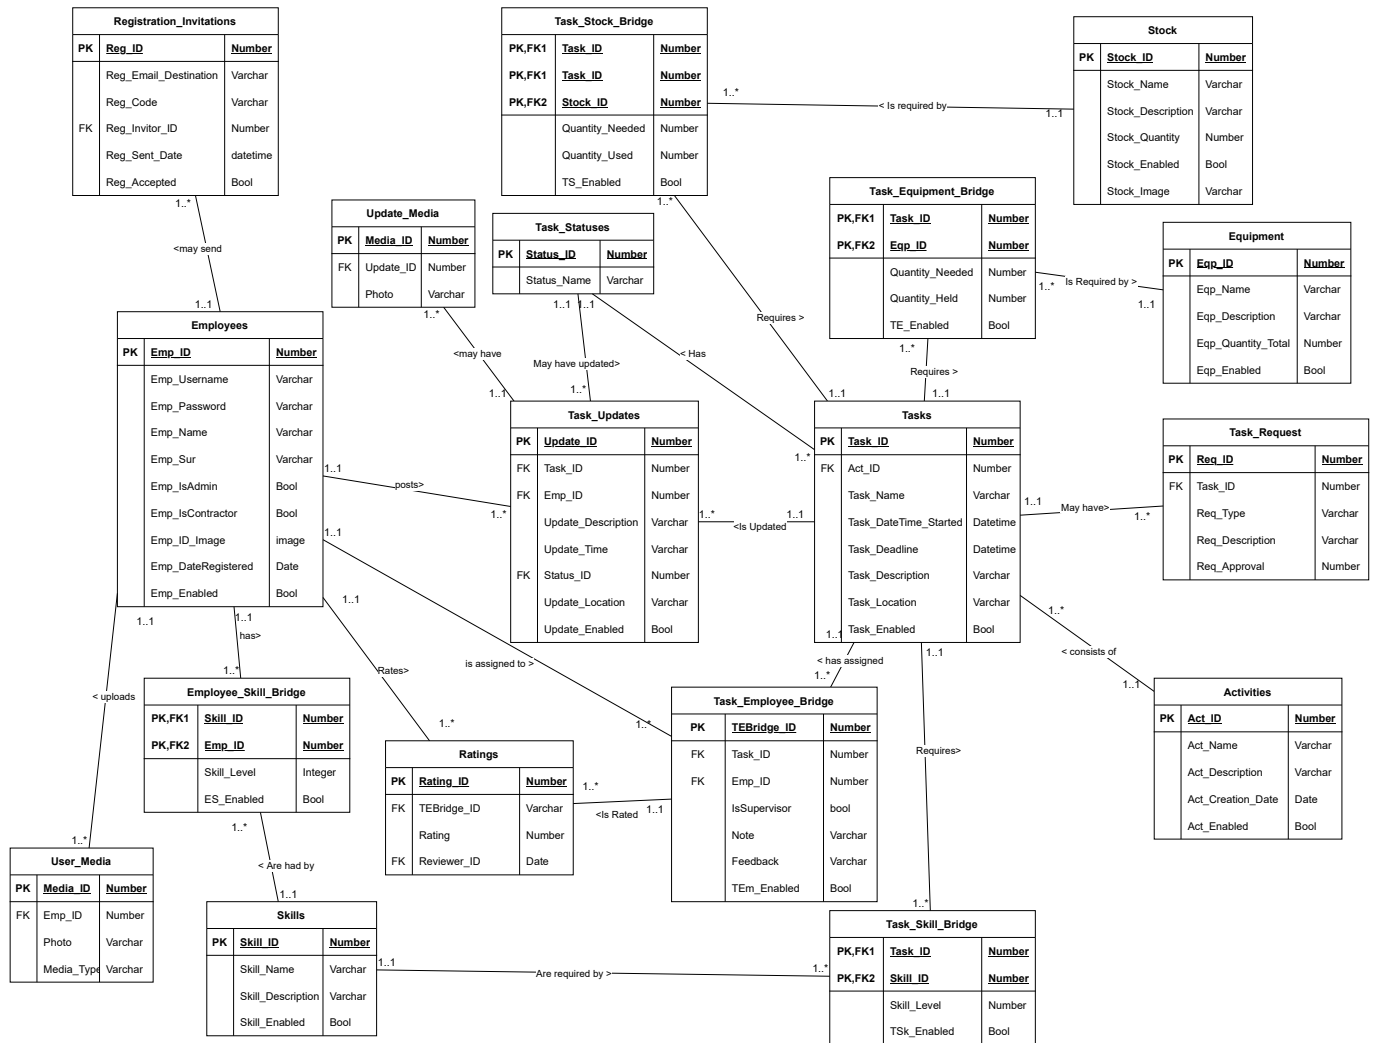 Registration_Invitations
PK Reg_ID Number
Reg_Email_Destination Varchar
Reg_Code Varchar
FK Reg_Invitor_ID Number
Reg_Sent_Date datetime
Reg_Accepted Bool
1..*
<may send
1..1
Task_Stock_Bridge
PK,FK1 Task_ID Number
PK,FK1 Task_ID Number
PK,FK2 Stock_ID Number
Quantity_Needed Number
Quantity_Used Number
TS_Enabled Bool
1..*
1..*
< Is required by
1..1
Stock
PK Stock_ID Number
Stock_Name Varchar
Stock_Description Varchar
Stock_Quantity Number
Stock_Enabled Bool
Stock_Image Varchar
Update_Media
PK Media_ID Number
FK Update_ID Number
Photo Varchar
1..*
<may have
1..1
Task_Statuses
PK Status_ID Number
Status_Name Varchar
1..1 1..1
May have updated>
1..*
< Has
1..*
Requires >
1..1
Task_Equipment_Bridge
PK,FK1 Task_ID Number
PK,FK2 Eqp_ID Number
Quantity_Needed Number
Quantity_Held Number
TE_Enabled Bool
1..*
Requires >
1..1
1..*
Is Required by >
1..1
Equipment
PK Eqp_ID Number
Eqp_Name Varchar
Eqp_Description Varchar
Eqp_Quantity_Total Number
Eqp_Enabled Bool
Employees
PK Emp_ID Number
Emp_Username Varchar
Emp_Password Varchar
Emp_Name Varchar
Emp_Sur Varchar
Emp_IsAdmin Bool
Emp_IsContractor Bool
Emp_ID_Image image
Emp_DateRegistered Date
Emp_Enabled Bool
1..1
posts>
1..*
1..1
is assigned to >
1..*
1..1
Rates>
1..*
1..1
has>
1..*
1..1
< uploads
1..*
Task_Updates
PK Update_ID Number
FK Task_ID Number
FK Emp_ID Number
Update_Description Varchar
Update_Time Varchar
FK Status_ID Number
Update_Location Varchar
Update_Enabled Bool
1..*
<Is Updated
1..1
Tasks
PK Task_ID Number
FK Act_ID Number
Task_Name Varchar
Task_DateTime_Started Datetime
Task_Deadline Datetime
Task_Description Varchar
Task_Location Varchar
Task_Enabled Bool
1..1
May have>
1..*
Task_Request
PK Req_ID Number
FK Task_ID Number
Req_Type Varchar
Req_Description Varchar
Req_Approval Number
1..*
< consists of
1..1
1..1
< has assigned
1..*
1..1
Requires>
1..*
Activities
PK Act_ID Number
Act_Name Varchar
Act_Description Varchar
Act_Creation_Date Date
Act_Enabled Bool
Employee_Skill_Bridge
PK,FK1 Skill_ID Number
PK,FK2 Emp_ID Number
Skill_Level Integer
ES_Enabled Bool
1..*
< Are had by
1..1
Ratings
PK Rating_ID Number
FK TEBridge_ID Varchar
Rating Number
FK Reviewer_ID Date
1..*
<Is Rated
1..1
Task_Employee_Bridge
PK TEBridge_ID Number
FK Task_ID Number
FK Emp_ID Number
IsSupervisor bool
Note Varchar
Feedback Varchar
TEm_Enabled Bool
User_Media
PK Media_ID Number
FK Emp_ID Number
Photo Varchar
Media_Type Varchar
Skills
PK Skill_ID Number
Skill_Name Varchar
Skill_Description Varchar
Skill_Enabled Bool
1..1
Are required by >
1..*
Task_Skill_Bridge
PK,FK1 Task_ID Number
PK,FK2 Skill_ID Number
Skill_Level Number
TSk_Enabled Bool